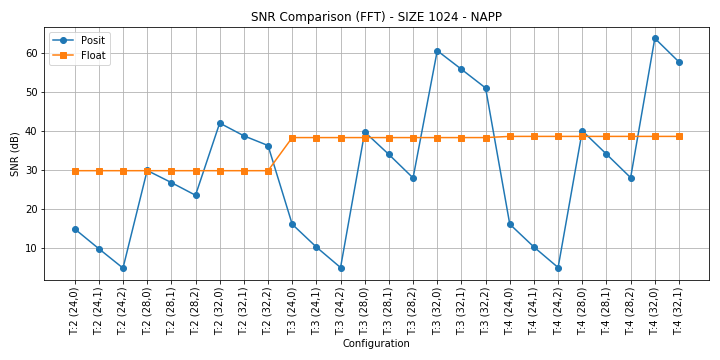 SNR Comparison (FFT) - SIZE 1024 - NAPP
Posit
Float
SNR (dB)
60
50
40
30
20
10
T:2 (24,0)
T:2 (24,1)
T:2 (24,2)
T:2 (28,0)
T:2 (28,1)
T:2 (28,2)
T:2 (32,0)
T:2 (32,1)
T:2 (32,2)
T:3 (24,0)
T:3 (24,1)
T:3 (24,2)
T:3 (28,0)
T:3 (28,1)
T:3 (28,2)
T:3 (32,0)
T:3 (32,1)
T:3 (32,2)
T:4 (24,0)
T:4 (24,1)
T:4 (24,2)
T:4 (28,0)
T:4 (28,1)
T:4 (28,2)
T:4 (32,0)
T:4 (32,1)
Configuration